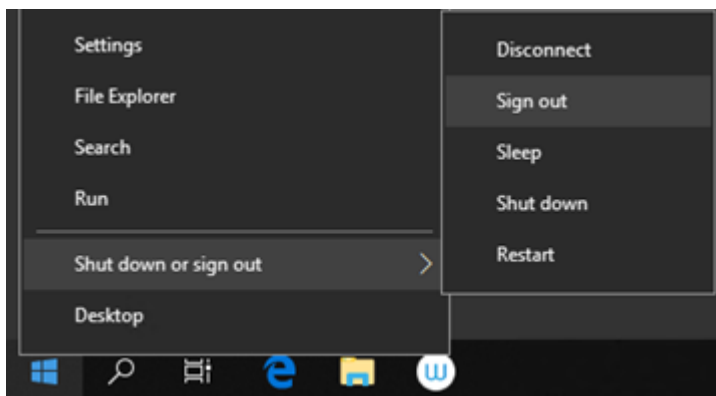 Settings
File Explorer
Search
Run
Shut down or sign out
Desktop
Disconnect
Sign out
Sleep
Shut down
Restart
w